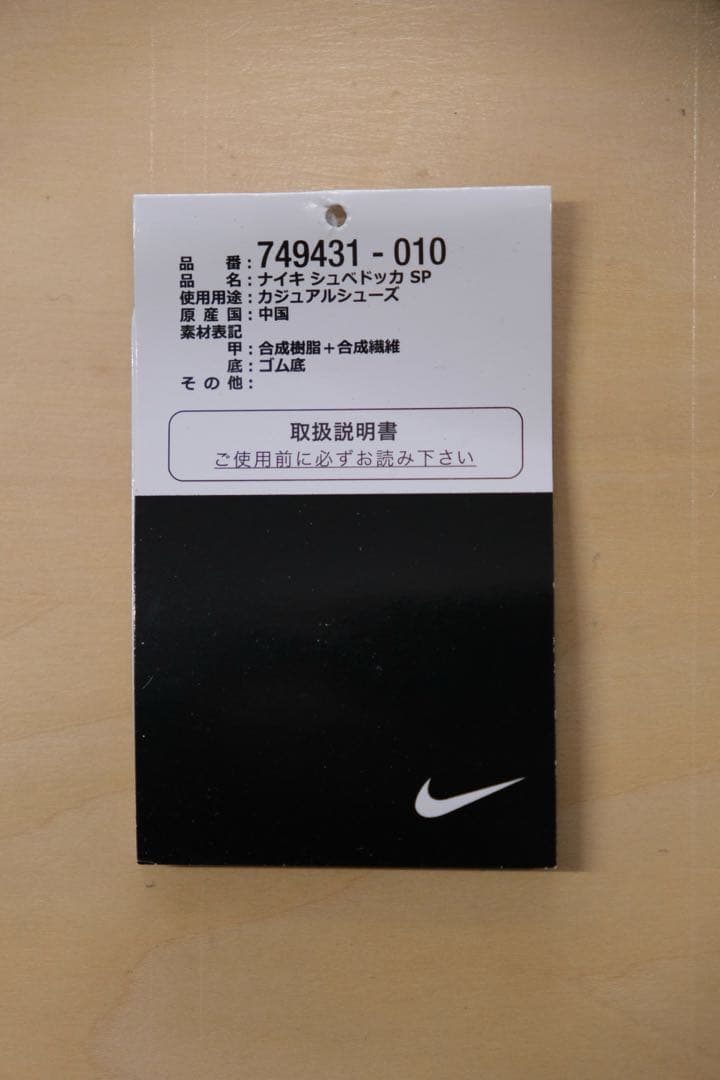 品 番：749431 - 010
品 名：ナイキ シュベドッカ SP
使用用途：カジュアルシューズ
原 産 国：中国
素材表記
甲：合成樹脂＋合成繊維
底：ゴム底
そ の 他：
取扱説明書
ご使用前に必ずお読み下さい